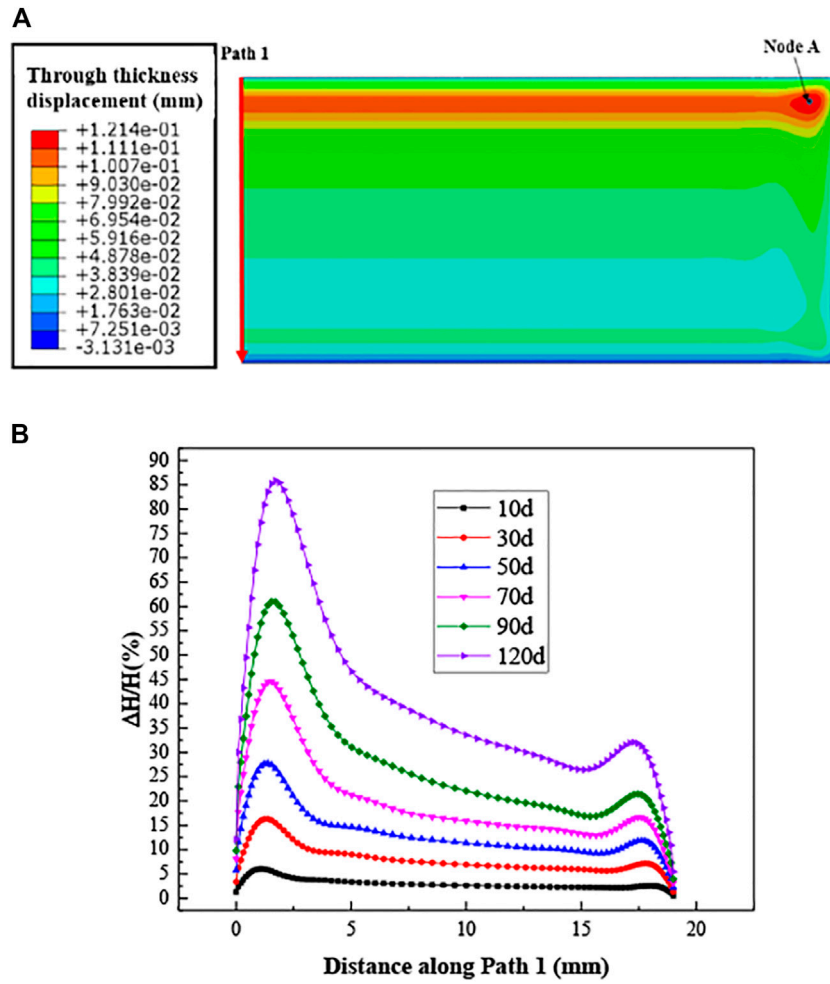 A
Path 1
Node A
Through thickness
displacement (mm)
+1.214e-01
+1.111e-01
+1.007e-01
+9.030e-02
+7.992e-02
+6.954e-02
+5.916e-02
+4.878e-02
+3.839e-02
+2.801e-02
+1.763e-02
+7.251e-03
-3.131e-03
B
90
85
80
75
70
65
60
55
50
45
40
35
30
25
20
15
10
5
0
ΔH/H(%)
10d
30d
50d
70d
90d
120d
0
5
10
15
20
Distance along Path 1 (mm)